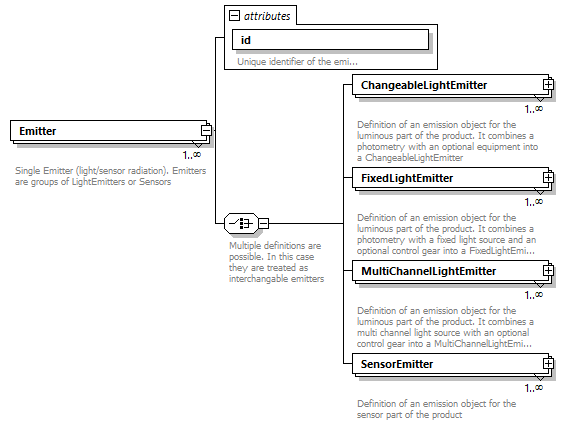 attributes
id
Unique identifier of the emi...
Emitter
1..∞
Single Emitter (light/sensor radiation). Emitters
are groups of LightEmitters or Sensors
Multiple definitions are
possible. In this case
they are treated as
interchangable emitters
ChangeableLightEmitter
1..∞
Definition of an emission object for the
luminous part of the product. It combines a
photometry with an optional equipment into
a ChangeableLightEmitter
FixedLightEmitter
1..∞
Definition of an emission object for the
luminous part of the product. It combines a
photometry with a fixed light source and an
optional control gear into a FixedLightEmi...
MultiChannelLightEmitter
1..∞
Definition of an emission object for the
luminous part of the product. It combines a
multi channel light source with an optional
control gear into a MultiChannelLightEmi...
SensorEmitter
1..∞
Definition of an emission object for the
sensor part of the product